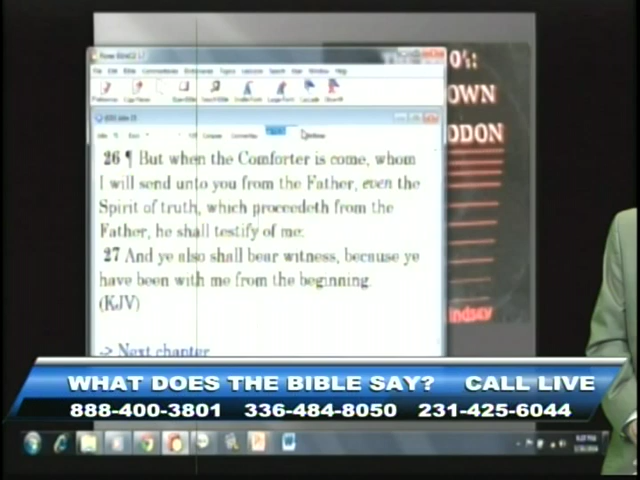 OWN
ODON
26 ¶ But when the Comforter is come, whom
I will send unto you from the Father, even the
Spirit of truth, which proceedeth from the
Father, he shall testify of me:
27 And ye also shall bear witness, because ye
have been with me from the beginning.
(KJV)
-> Next chapter
indsay
WHAT DOES THE BIBLE SAY? CALL LIVE
888-400-3801 336-484-8050 231-425-6044